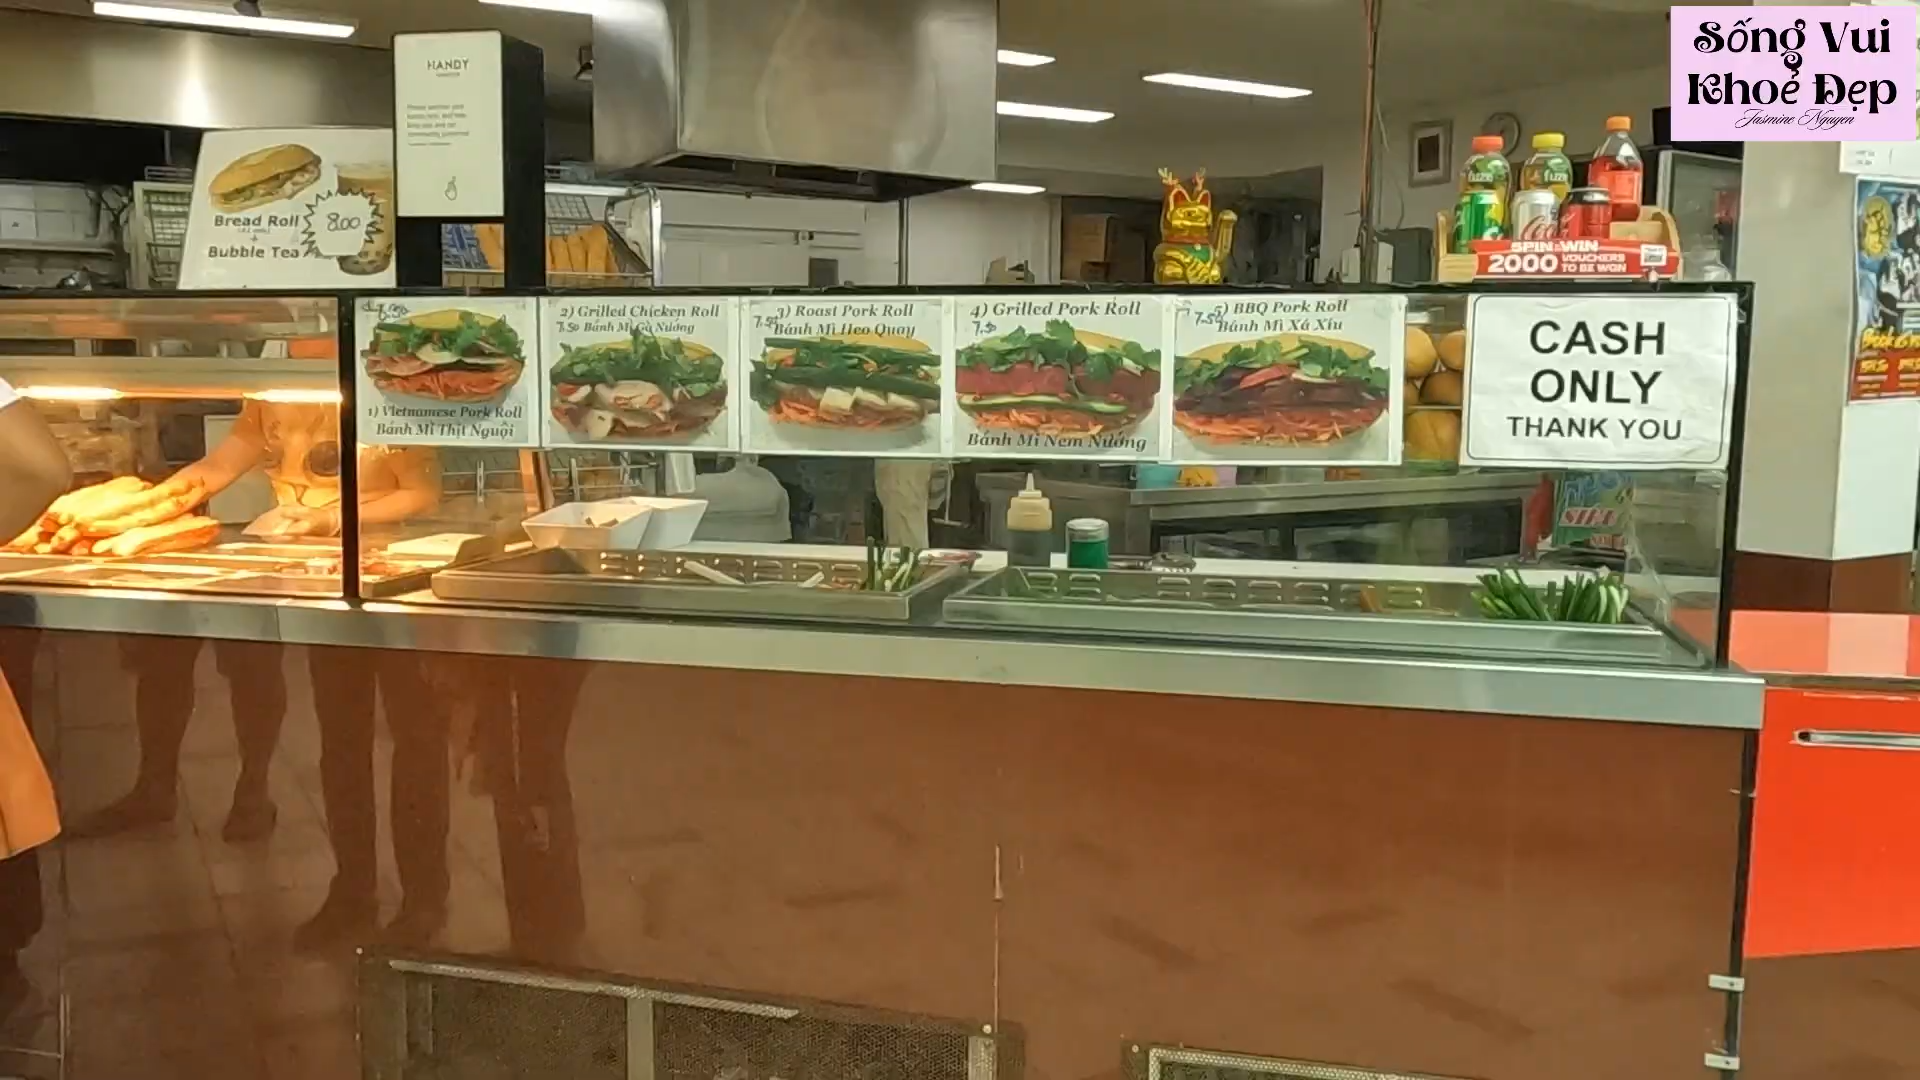 Sống Vui
Khoẻ Đẹp
Jasmine Nguyen
HANDY
Bread Roll
+
Bubble Tea
8.00
1) Vietnamese Pork Roll
Bánh Mì Thịt Nguội
2) Grilled Chicken Roll
7.50 Bánh Mì Gà Nướng
3) Roast Pork Roll
7.50
Bánh Mì Heo Quay
4) Grilled Pork Roll
7.50
Bánh Mì Nem Nướng
5) BBQ Pork Roll
7.50
Bánh Mì Xá Xíu
CASH
ONLY
THANK YOU
fuze
fuze
SPIN TO WIN
2000 VOUCHERS
TO BE WON